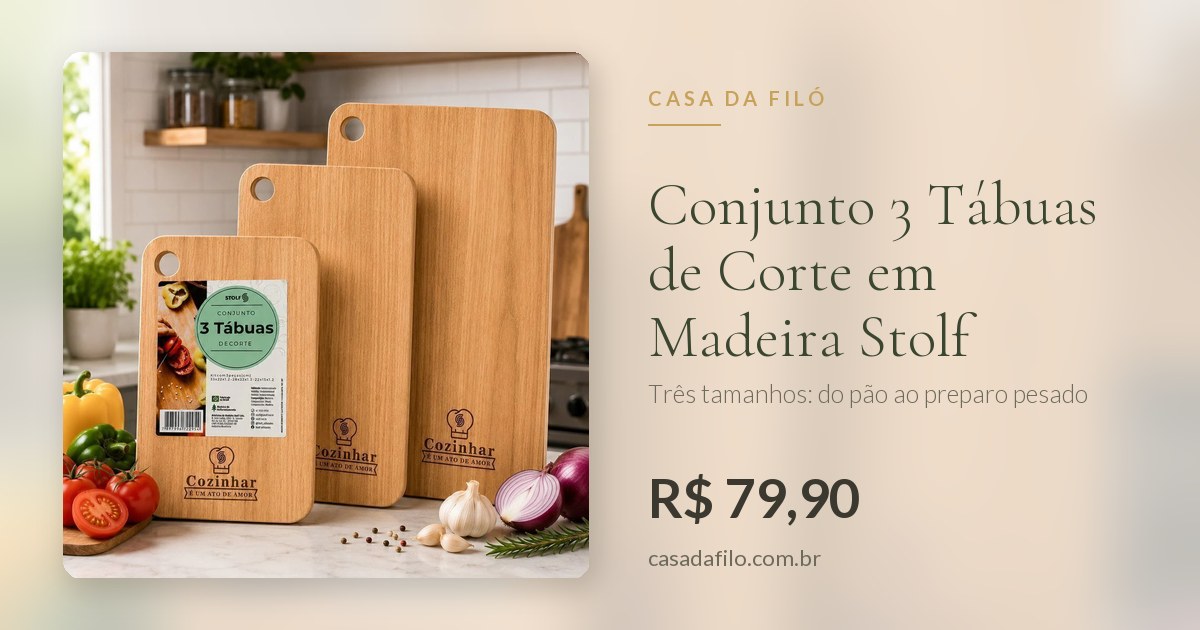 CASA DA FILÓ
Conjunto 3 Tábuas
de Corte em
Madeira Stolf
Três tamanhos: do pão ao preparo pesado
R$ 79,90
casadafilo.com.br
STOLF
CONJUNTO
3 Tábuas
DE CORTE
Cozinhar
É UM ATO DE AMOR
Cozinhar
É UM ATO DE AMOR
Cozinhar
É UM ATO DE AMOR